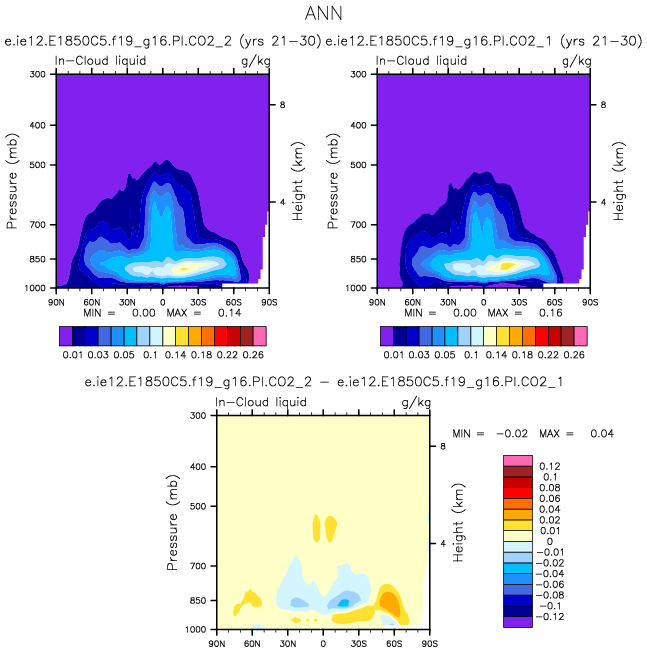 ANN
e.ie12.E1850C5.f19_g16.PI.CO2_2 (yrs 21-30) e.ie12.E1850C5.f19_g16.PI.CO2_1 (yrs 21-30)
In-Cloud liquid g/kg In-Cloud liquid g/kg
300 300
8 8
400 400
500 500
4 4
700 700
850 850
1000 1000
Pressure (mb) Height (km) Pressure (mb) Height (km)
90N 60N 30N 0 30S 60S 90S 90N 60N 30N 0 30S 60S 90S
MIN = 0.00 MAX = 0.14 MIN = 0.00 MAX = 0.16
0.01 0.03 0.05 0.1 0.14 0.18 0.22 0.26 0.01 0.03 0.05 0.1 0.14 0.18 0.22 0.26
e.ie12.E1850C5.f19_g16.PI.CO2_2 - e.ie12.E1850C5.f19_g16.PI.CO2_1
In-Cloud liquid g/kg
300
8
400
500
4
700
850
1000
Pressure (mb) Height (km)
90N 60N 30N 0 30S 60S 90S
MIN = -0.02 MAX = 0.04
0.12
0.1
0.08
0.06
0.04
0.02
0.01
0
-0.01
-0.02
-0.04
-0.06
-0.08
-0.1
-0.12